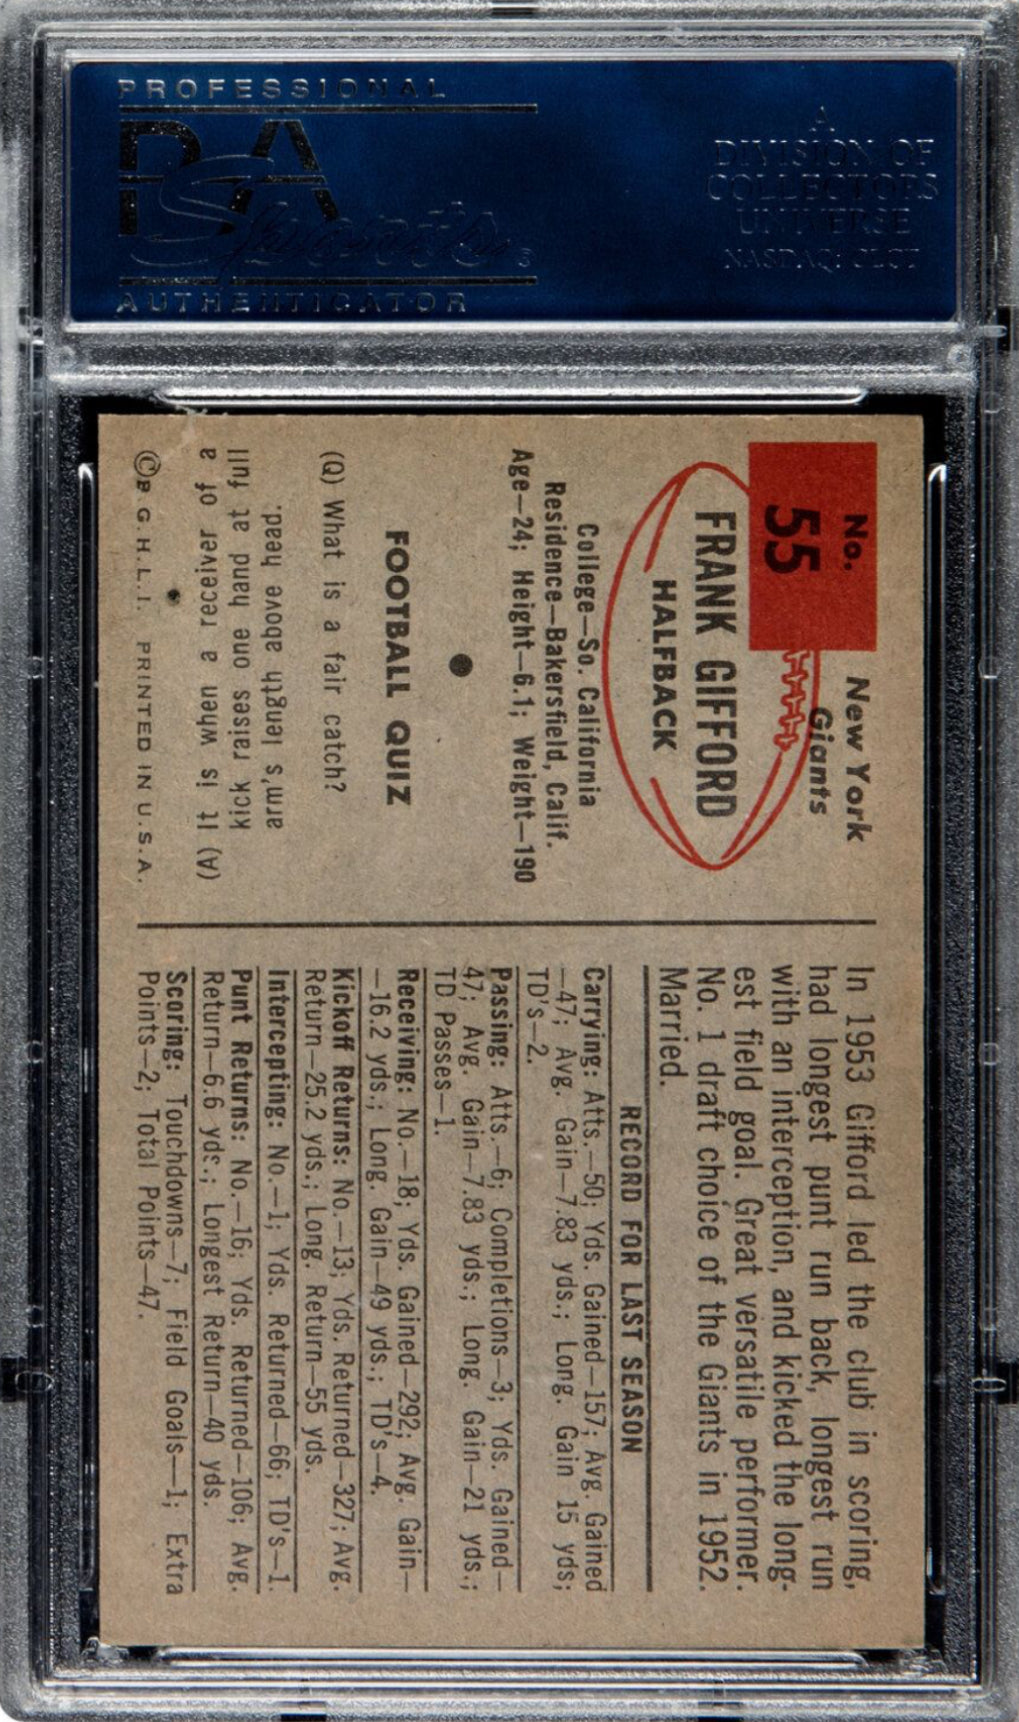 PROFESSIONAL
PSA
AUTHENTICATOR
A
DIVISION OF
COLLECTORS
UNIVERSE
NASDAQ: CLCT
No.
55
New York
Giants
FRANK GIFFORD
HALFBACK
College—So. California
Residence—Bakersfield, Calif.
Age—24; Height—6.1; Weight—190
FOOTBALL QUIZ
(Q) What is a fair catch?
(A) It is when a receiver of a
kick raises one hand at full
arm's length above head.
© B. G. H. L. I. PRINTED IN U. S. A.
In 1953 Gifford led the club in scoring,
had longest punt run back, longest run
with an interception, and kicked the long-
est field goal. Great versatile performer.
No. 1 draft choice of the Giants in 1952.
Married.
RECORD FOR LAST SEASON
Carrying: Atts.—50; Yds. Gained—157; Avg. Gained
—47; Avg. Gain—7.83 yds.; Long. Gain 15 yds;
TD's—2.
Passing: Atts.—6; Completions—3; Yds. Gained—
47; Avg. Gain—7.83 yds.; Long. Gain—21 yds.;
TD Passes—1.
Receiving: No.—18; Yds. Gained—292; Avg. Gain—
—16.2 yds.; Long. Gain—49 yds.; TD's—4.
Kickoff Returns: No.—13; Yds. Returned—327; Avg.
Return—25.2 yds.; Long. Return—55 yds.
Intercepting: No.—1; Yds. Returned—66; TD's—1.
Punt Returns: No.—16; Yds. Returned—106; Avg.
Return—6.6 yds.; Longest Return—40 yds.
Scoring: Touchdowns—7; Field Goals—1; Extra
Points—2; Total Points—47.